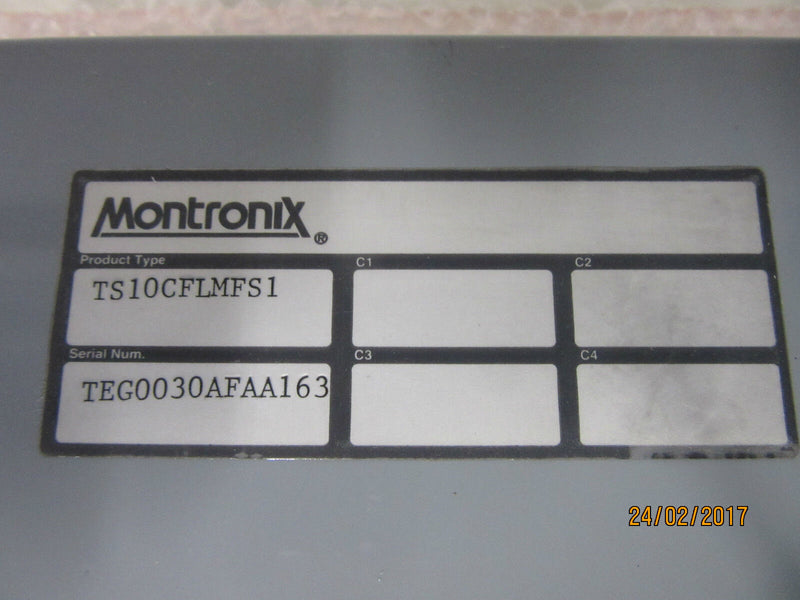 Montronix®
Product Type
C1
C2
TS10CFLMFS1
Serial Num.
C3
C4
TEG0030AFAA163
24/02/2017